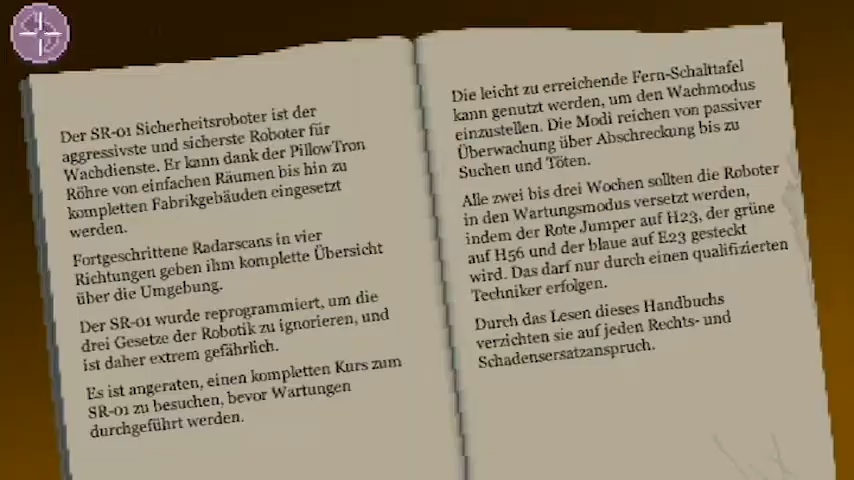 Der SR-01 Sicherheitsroboter ist der
aggressivste und sicherste Roboter für
Wachdienste. Er kann dank der PillowTron
Röhre von einfachen Räumen bis hin zu
kompletten Fabrikgebäuden eingesetzt
werden.
Fortgeschrittene Radarscans in vier
Richtungen geben ihm komplette Übersicht
über die Umgebung.
Der SR-01 wurde reprogrammiert, um die
drei Gesetze der Robotik zu ignorieren, und
ist daher extrem gefährlich.
Es ist angeraten, einen kompletten Kurs zum
SR-01 zu besuchen, bevor Wartungen
durchgeführt werden.
Die leicht zu erreichende Fern-Schalttafel
kann genutzt werden, um den Wachmodus
einzustellen. Die Modi reichen von passiver
Überwachung über Abschreckung bis zu
Suchen und Töten.
Alle zwei bis drei Wochen sollten die Roboter
in den Wartungsmodus versetzt werden,
indem der Rote Jumper auf H23, der grüne
auf H56 und der blaue auf E23 gesteckt
wird. Das darf nur durch einen qualifizierten
Techniker erfolgen.
Durch das Lesen dieses Handbuchs
verzichten sie auf jeden Rechts- und
Schadensersatzanspruch.